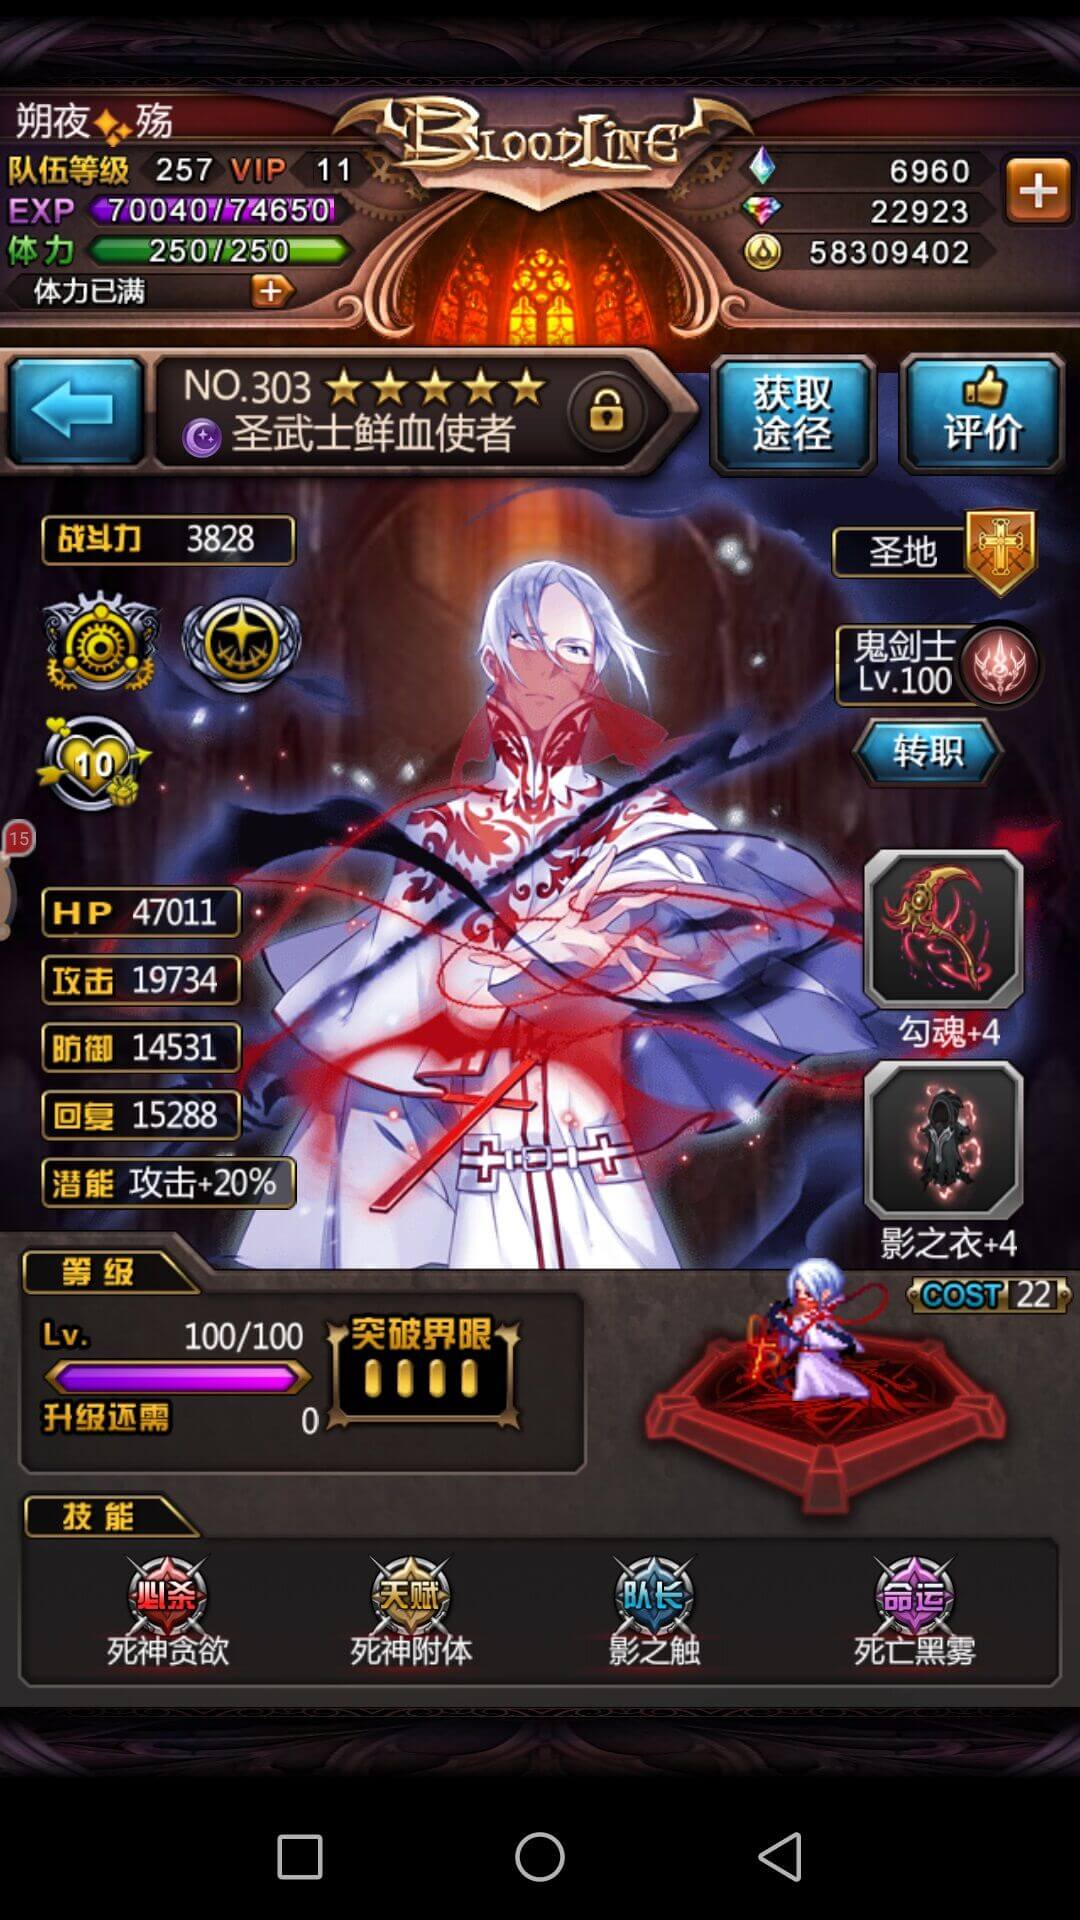 朔夜✨殇
BLOODLINE
队伍等级 257 VIP 11
6960
EXP 70040/74650
22923
体力 250/250
58309402
体力已满
NO.303 ★★★★★
圣武士鲜血使者
获取
途径
评价
战斗力 3828
圣地
鬼剑士
Lv.100
转职
10
15
HP 47011
攻击 19734
防御 14531
回复 15288
潜能 攻击+20%
勾魂+4
影之衣+4
等级
COST 22
Lv. 100/100
突破界限
升级还需 0
技能
必杀 天赋 队长 命运
死神贪欲 死神附体 影之触 死亡黑雾